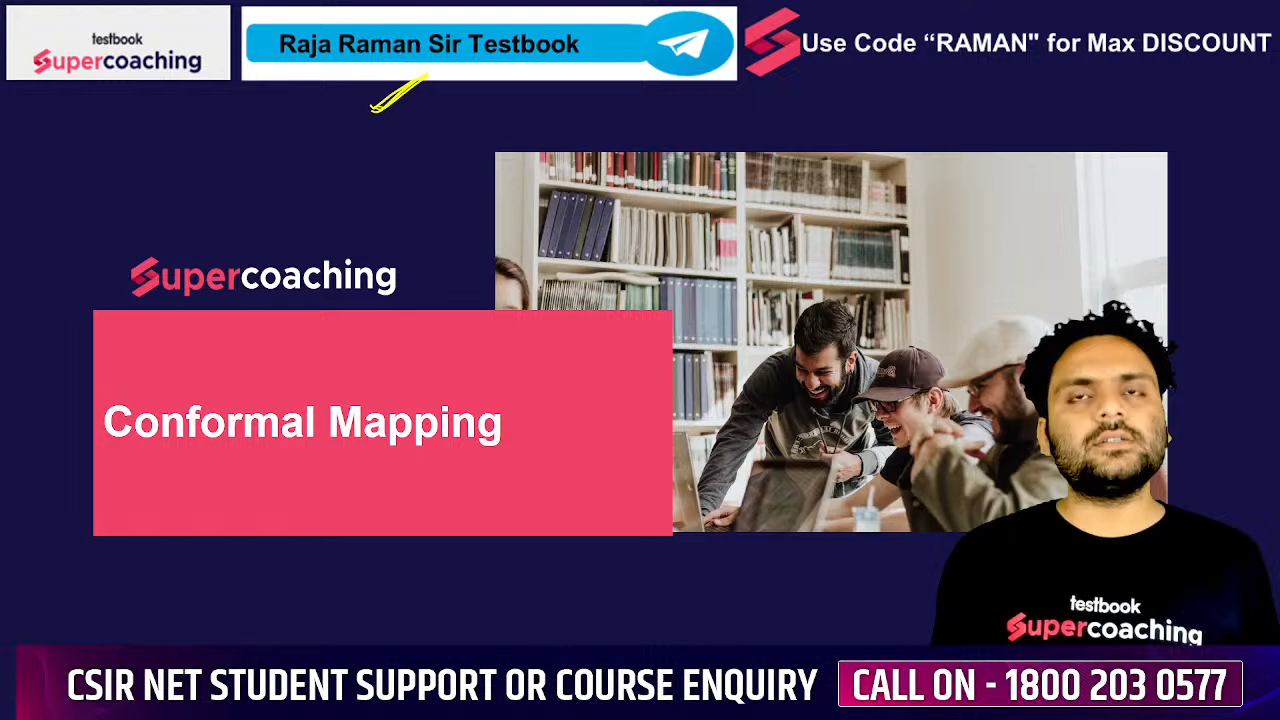 testbook
Supercoaching
Raja Raman Sir Testbook
Use Code “RAMAN" for Max DISCOUNT
Supercoaching
Conformal Mapping
testbook
Supercoaching
CSIR NET STUDENT SUPPORT OR COURSE ENQUIRY
CALL ON - 1800 203 0577